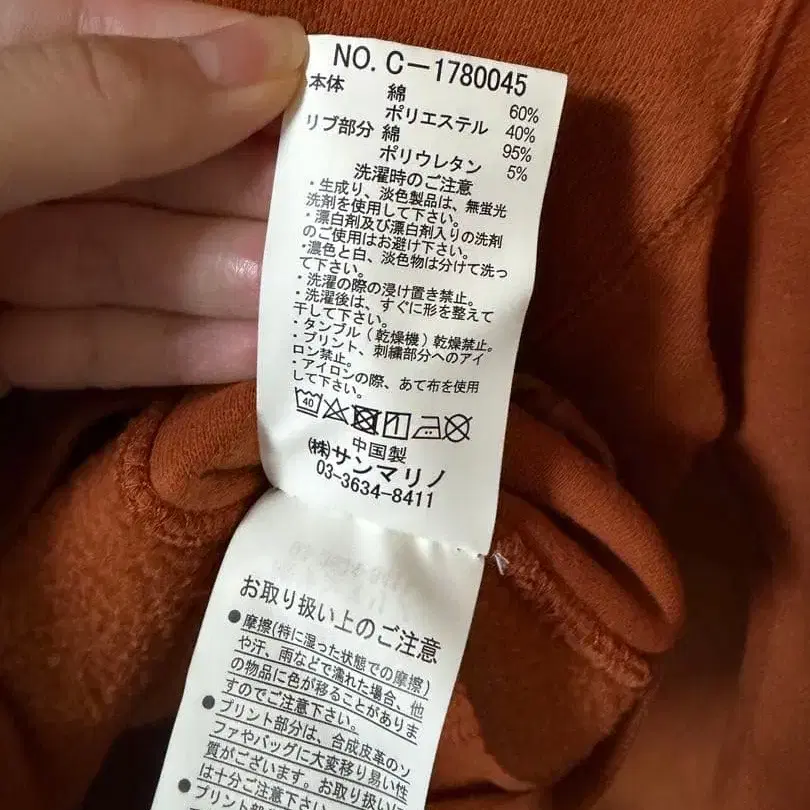 NO. C-1780045
本体 綿 60%
ポリエステル 40%
リブ部分 綿 95%
ポリウレタン 5%
洗濯時のご注意
・生成り、淡色製品は、無蛍光
洗剤を使用して下さい。
・漂白剤及び漂白剤入りの洗剤
のご使用はお避け下さい。
・濃色と白、淡色物は分けて洗っ
て下さい。
・洗濯の際の浸け置き禁止。
・洗濯後は、すぐに形を整えて
干して下さい。
・タンブル(乾燥機)乾燥禁止。
・プリント、刺繍部分へのアイ
ロン禁止。
・アイロンの際、あて布を使用
して下さい。
40
中国製
(株)サンマリノ
03-3634-8411
お取り扱い上のご注意
●摩擦(特に湿った状態での摩擦)
や汗、雨などで濡れた場合、他
の物品に色が移ることがありま
すのでご注意下さい。
●プリント部分は、合成皮革のソ
ファやバッグに大変移り易い性
質がございます。お取り扱いに
は十分ご注意下さい
●プリント部